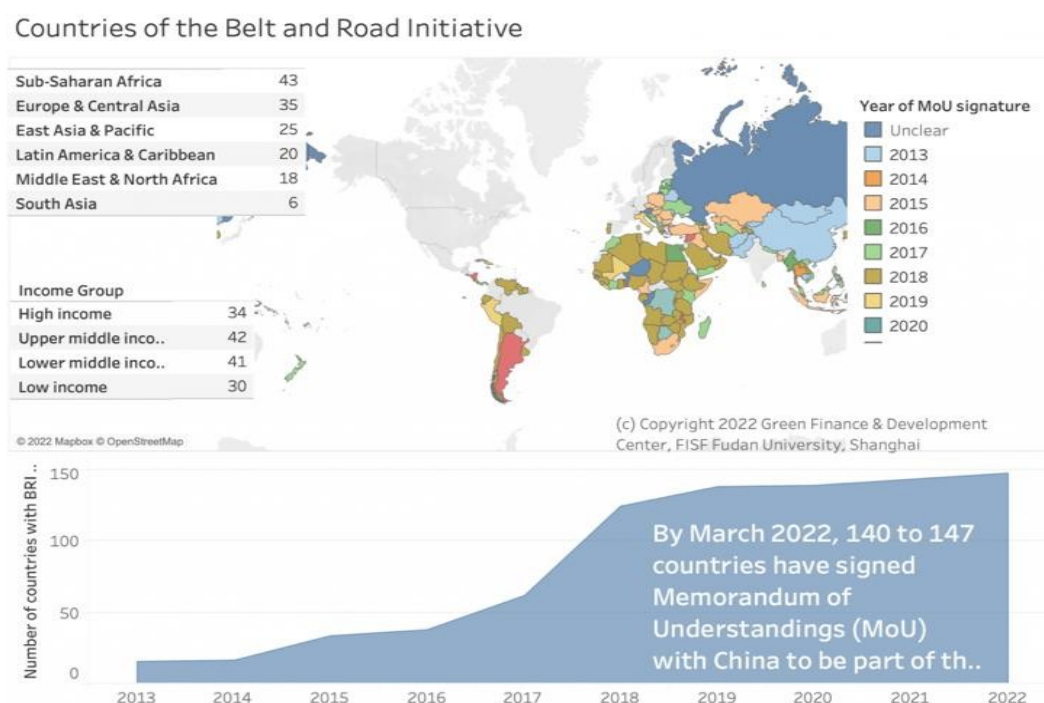 Countries of the Belt and Road Initiative
Sub-Saharan Africa 43
Europe & Central Asia 35
East Asia & Pacific 25
Latin America & Caribbean 20
Middle East & North Africa 18
South Asia 6
Income Group
High income 34
Upper middle inco.. 42
Lower middle inco.. 41
Low income 30
Year of MoU signature
Unclear
2013
2014
2015
2016
2017
2018
2019
2020
© 2022 Mapbox © OpenStreetMap
(c) Copyright 2022 Green Finance & Development
Center, FISF Fudan University, Shanghai
Number of countries with BRI ..
150
100
50
0
By March 2022, 140 to 147
countries have signed
Memorandum of
Understandings (MoU)
with China to be part of th..
2013 2014 2015 2016 2017 2018 2019 2020 2021 2022